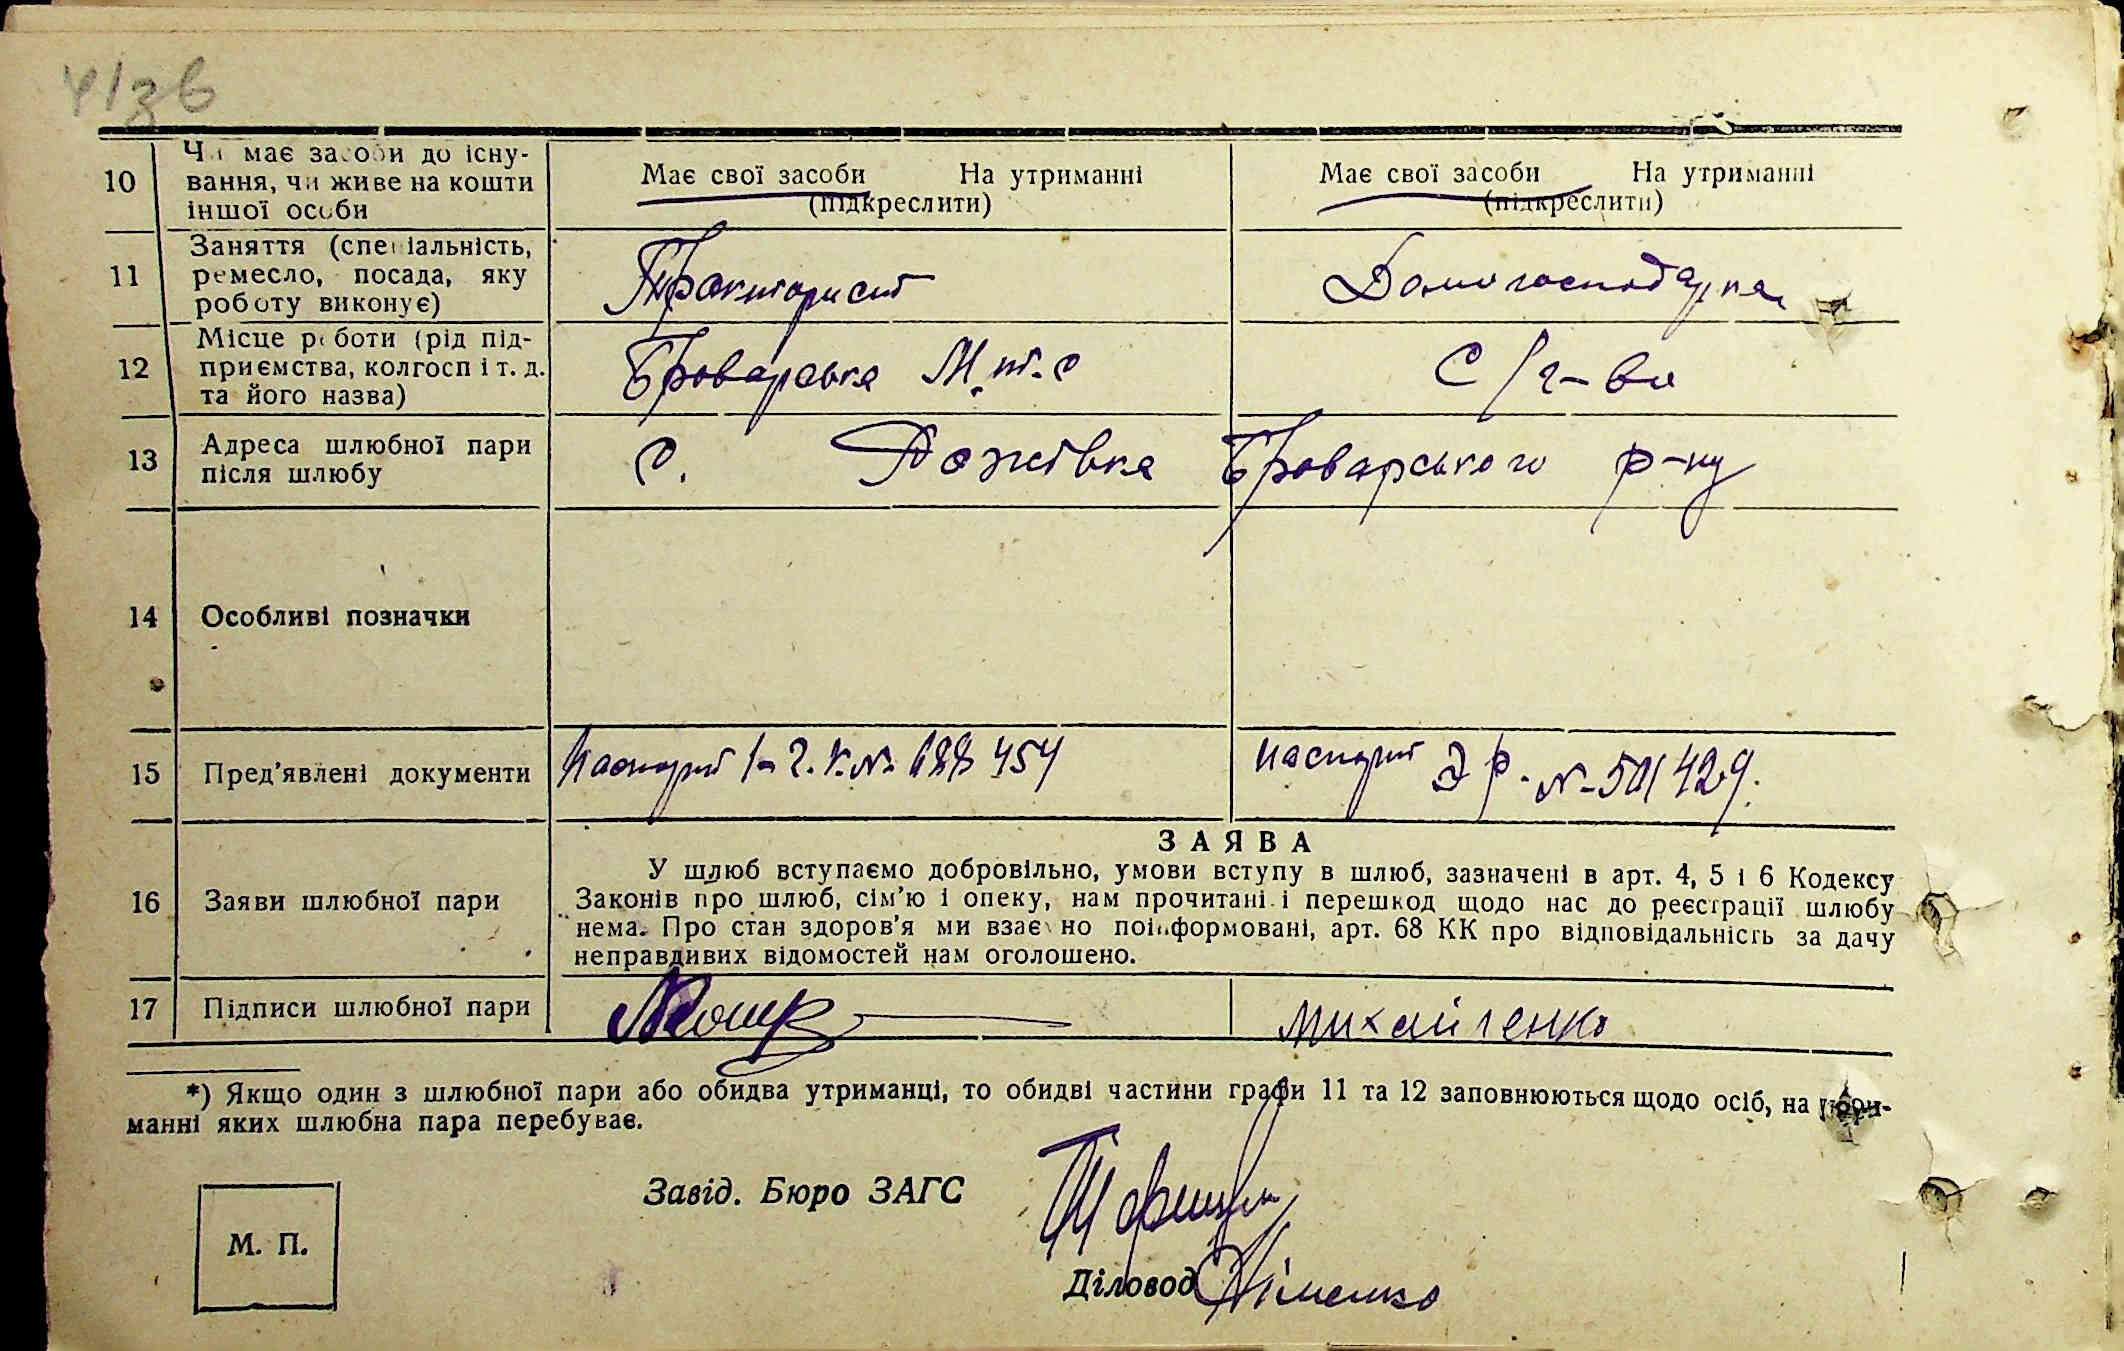 10
Чи має засоби до існу-
вання, чи живе на кошти
іншої особи
Має свої засоби На утриманні
(підкреслити)
Має свої засоби На утриманні
(підкреслити)
11
Заняття (спеціальність,
ремесло, посада, яку
роботу виконує)
Тракторист
Домогосподарка
12
Місце роботи (рід під-
приємства, колгосп і т. д.
та його назва)
Броварська М.т.с
С/г-во
13
Адреса шлюбної пари
після шлюбу
с. Рожівка Броварського р-ну
14
Особливі позначки
15
Пред'явлені документи
Паспорт
454
паспорт
№-501429.
16
Заяви шлюбної пари
ЗАЯВА
У шлюб вступаємо добровільно, умови вступу в шлюб, зазначені в арт. 4, 5 і 6 Кодексу
Законів про шлюб, сім'ю і опеку, нам прочитані і перешкод щодо нас до реєстрації шлюбу
нема. Про стан здоров'я ми взаємно поінформовані, арт. 68 КК про відповідальність за дачу
неправдивих відомостей нам оголошено.
17
Підписи шлюбної пари
Михайленко
*) Якщо один з шлюбної пари або обидва утриманці, то обидві частини графи 11 та 12 заповнюються щодо осіб, на утри-
манні яких шлюбна пара перебуває.
Завід. Бюро ЗАГС
М. П.
Діловод